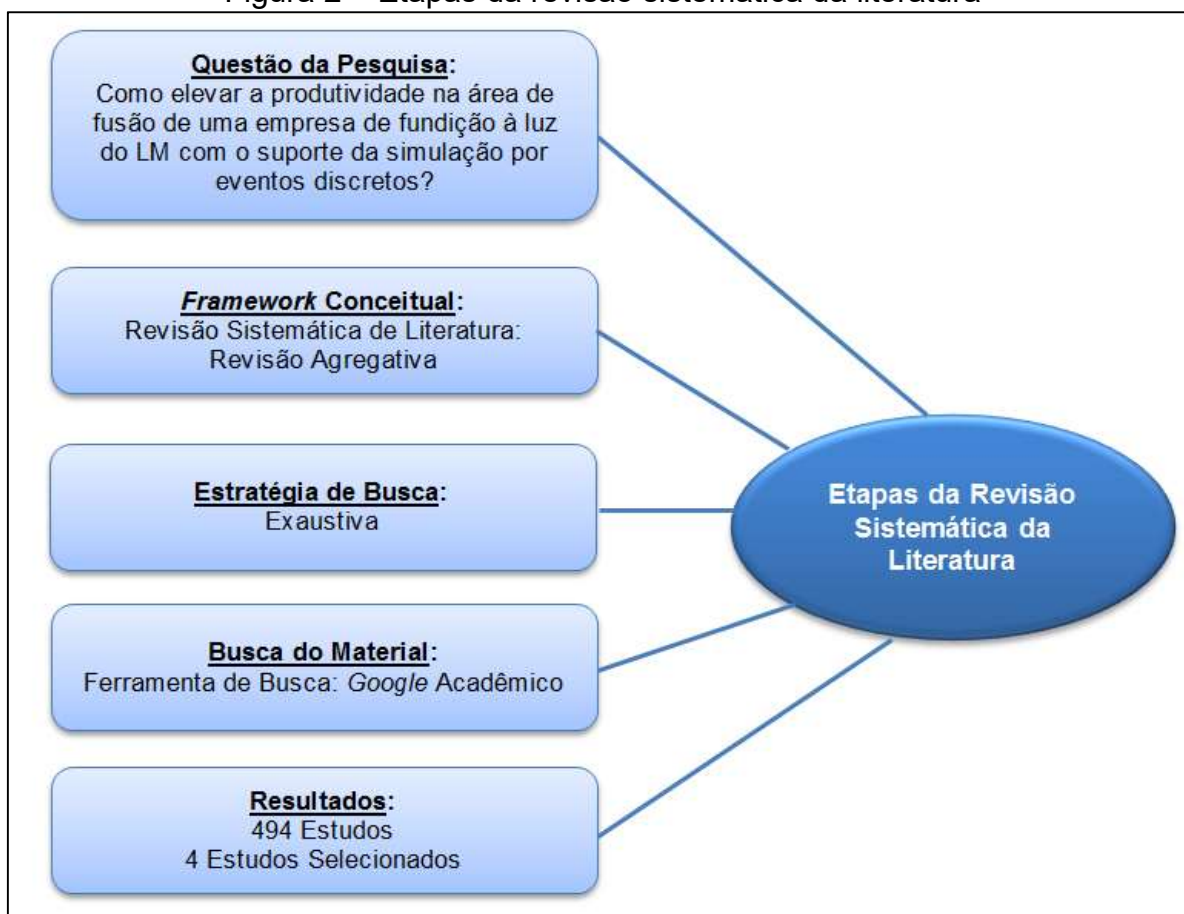 Figura 2 – Etapas da revisão sistemática da literatura
Questão da Pesquisa:
Como elevar a produtividade na área de
fusão de uma empresa de fundição à luz
do LM com o suporte da simulação por
eventos discretos?
Framework Conceitual:
Revisão Sistemática de Literatura:
Revisão Agregativa
Estratégia de Busca:
Exaustiva
Busca do Material:
Ferramenta de Busca: Google Acadêmico
Resultados:
494 Estudos
4 Estudos Selecionados
Etapas da Revisão
Sistemática da
Literatura